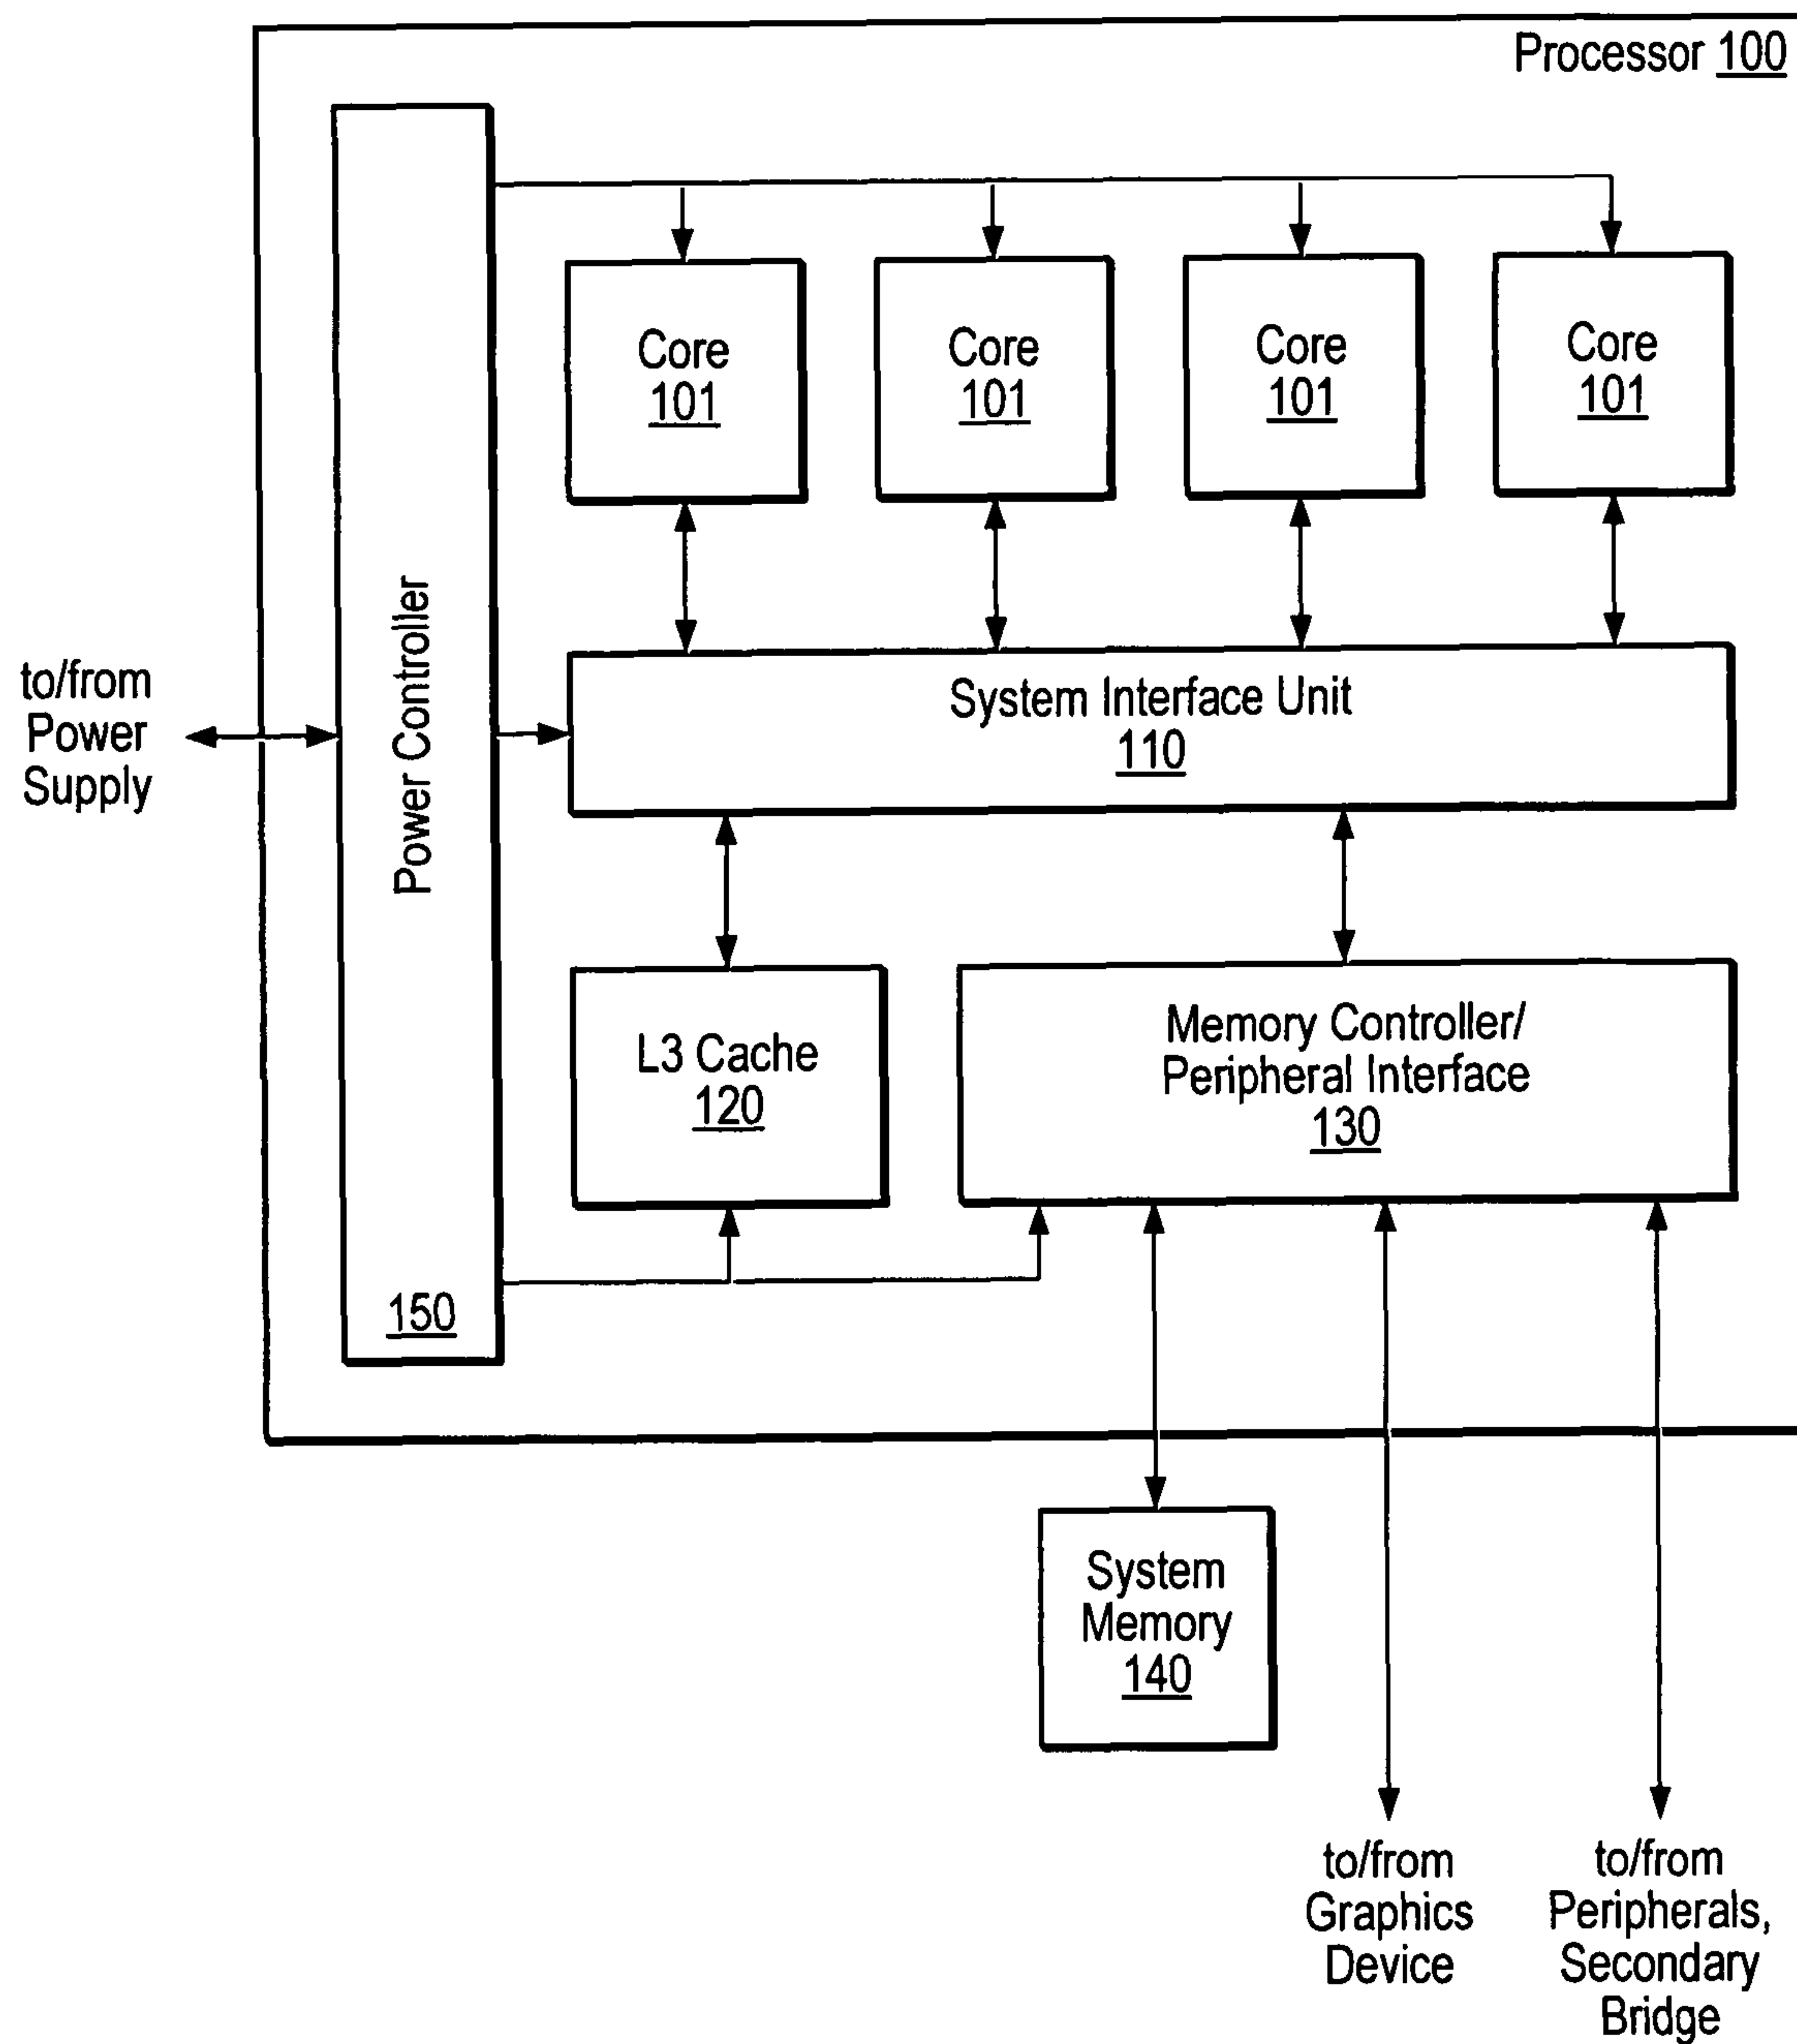 Processor 100
Core
101
Core
101
Core
101
Core
101
Power Controller
150
to/from
Power
Supply
System Interface Unit
110
L3 Cache
120
Memory Controller/
Peripheral Interface
130
System
Memory
140
to/from
Graphics
Device
to/from
Peripherals,
Secondary
Bridge